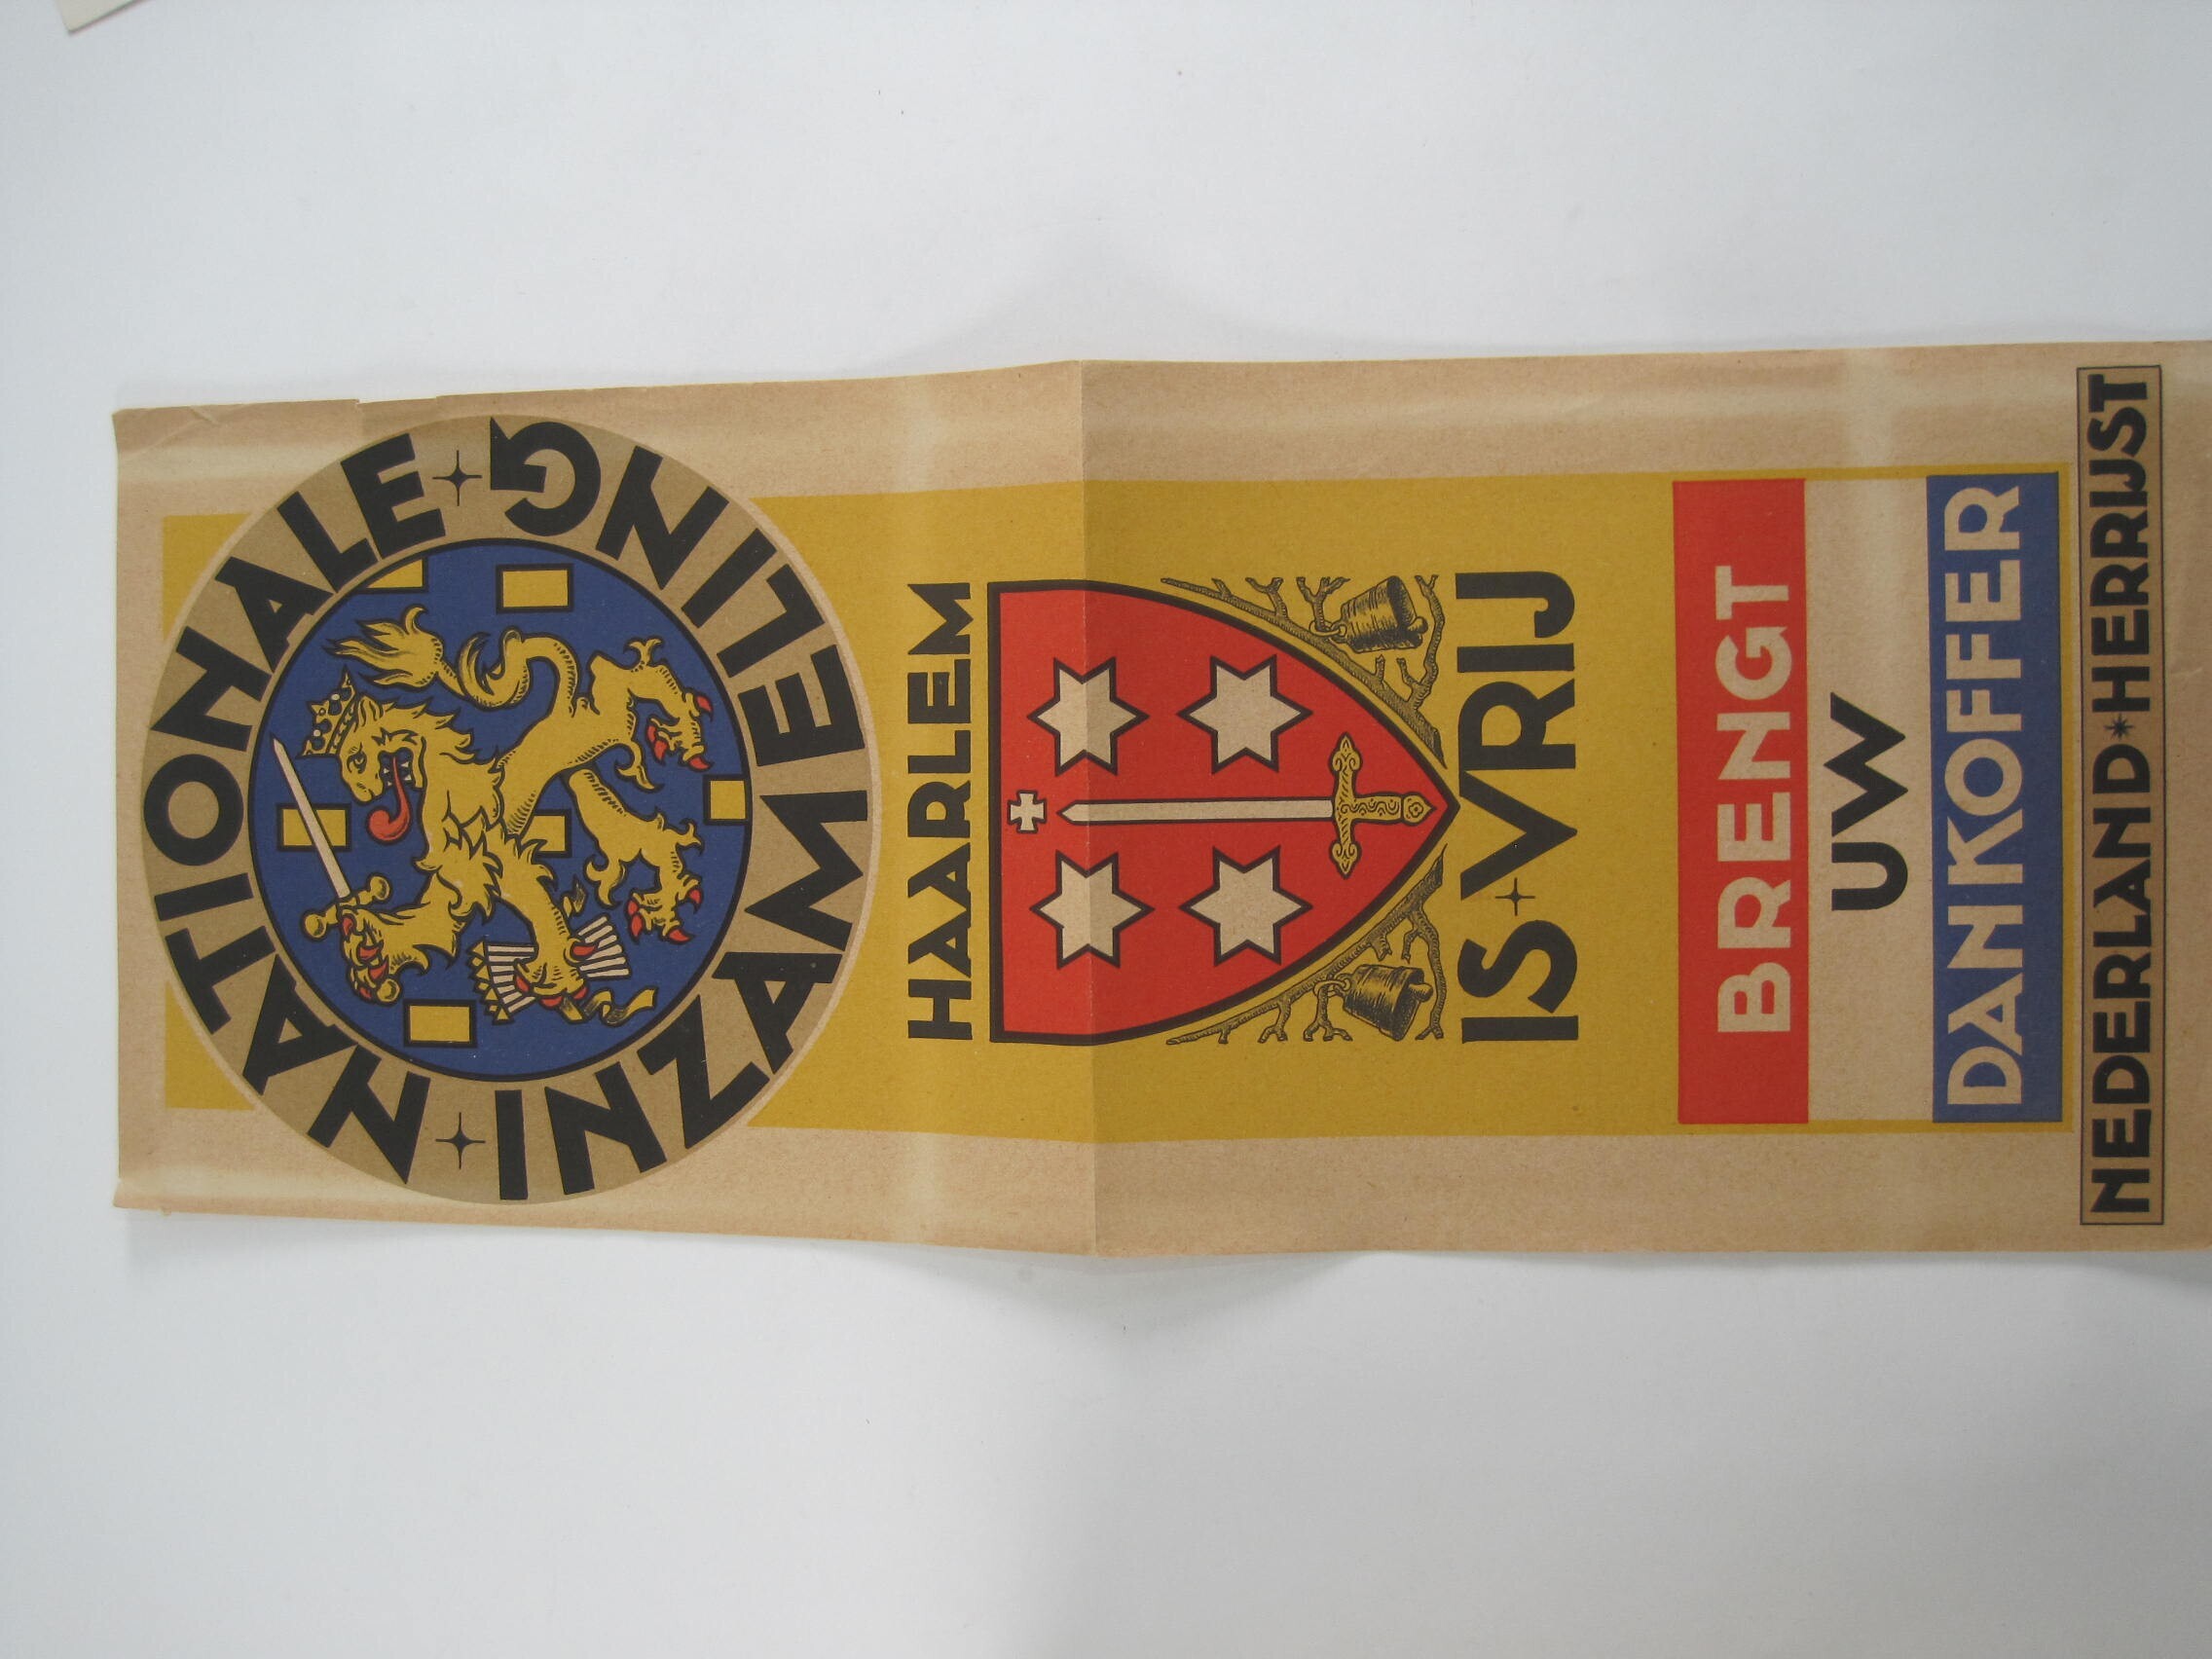 NATIONALE
INZAMELING
HAARLEM
IS VRIJ
BRENGT
UW
DANKOFFER
NEDERLAND * HERRIJST